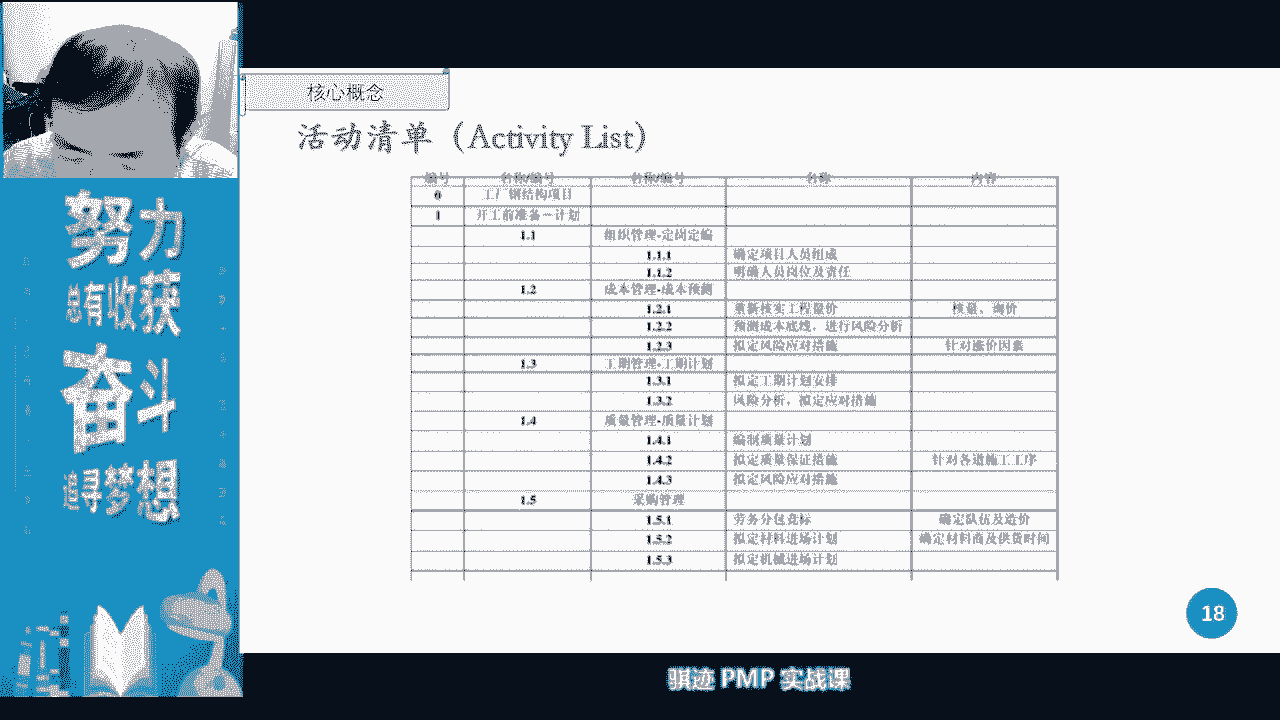 努力
总有收获
奋斗
追寻梦想
核心概念
活动清单（Activity List）
编号 名称/编号 名称/编号 名称 内容
0 工厂钢结构项目
1 开工前准备－计划
1.1 组织管理-定岗定编
1.1.1 确定项目人员组成
1.1.2 明确人员岗位及责任
1.2 成本管理-成本预测
1.2.1 重新核实工程量价 核量，询价
1.2.2 预测成本底线，进行风险分析
1.2.3 拟定风险应对措施 针对涨价因素
1.3 工期管理-工期计划
1.3.1 拟定工期计划安排
1.3.2 风险分析，拟定应对措施
1.4 质量管理-质量计划
1.4.1 编制质量计划
1.4.2 拟定质量保证措施 针对各道施工工序
1.4.3 拟定风险应对措施
1.5 采购管理
1.5.1 劳务分包竞标 确定队伍及造价
1.5.2 拟定材料进场计划 确定材料商及供货时间
1.5.3 拟定机械进场计划
18
骐迹 PMP 实战课